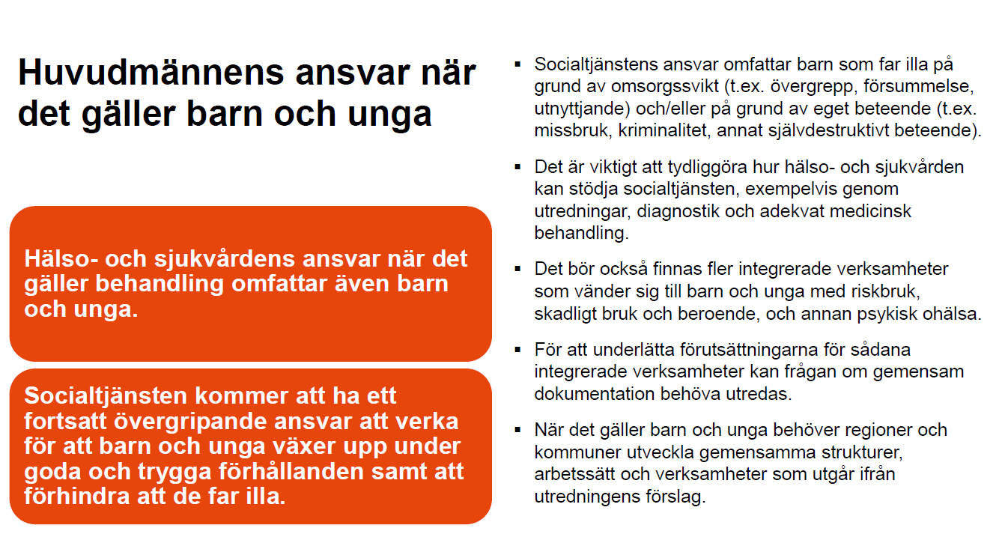 Huvudmännens ansvar när
det gäller barn och unga
Hälso- och sjukvårdens ansvar när det
gäller behandling omfattar även barn
och unga.
Socialtjänsten kommer att ha ett
fortsatt övergripande ansvar att verka
för att barn och unga växer upp under
goda och trygga förhållanden samt att
förhindra att de far illa.
▪ Socialtjänstens ansvar omfattar barn som far illa på
grund av omsorgssvikt (t.ex. övergrepp, försummelse,
utnyttjande) och/eller på grund av eget beteende (t.ex.
missbruk, kriminalitet, annat självdestruktivt beteende).
▪ Det är viktigt att tydliggöra hur hälso- och sjukvården
kan stödja socialtjänsten, exempelvis genom
utredningar, diagnostik och adekvat medicinsk
behandling.
▪ Det bör också finnas fler integrerade verksamheter
som vänder sig till barn och unga med riskbruk,
skadligt bruk och beroende, och annan psykisk ohälsa.
▪ För att underlätta förutsättningarna för sådana
integrerade verksamheter kan frågan om gemensam
dokumentation behöva utredas.
▪ När det gäller barn och unga behöver regioner och
kommuner utveckla gemensamma strukturer,
arbetssätt och verksamheter som utgår ifrån
utredningens förslag.